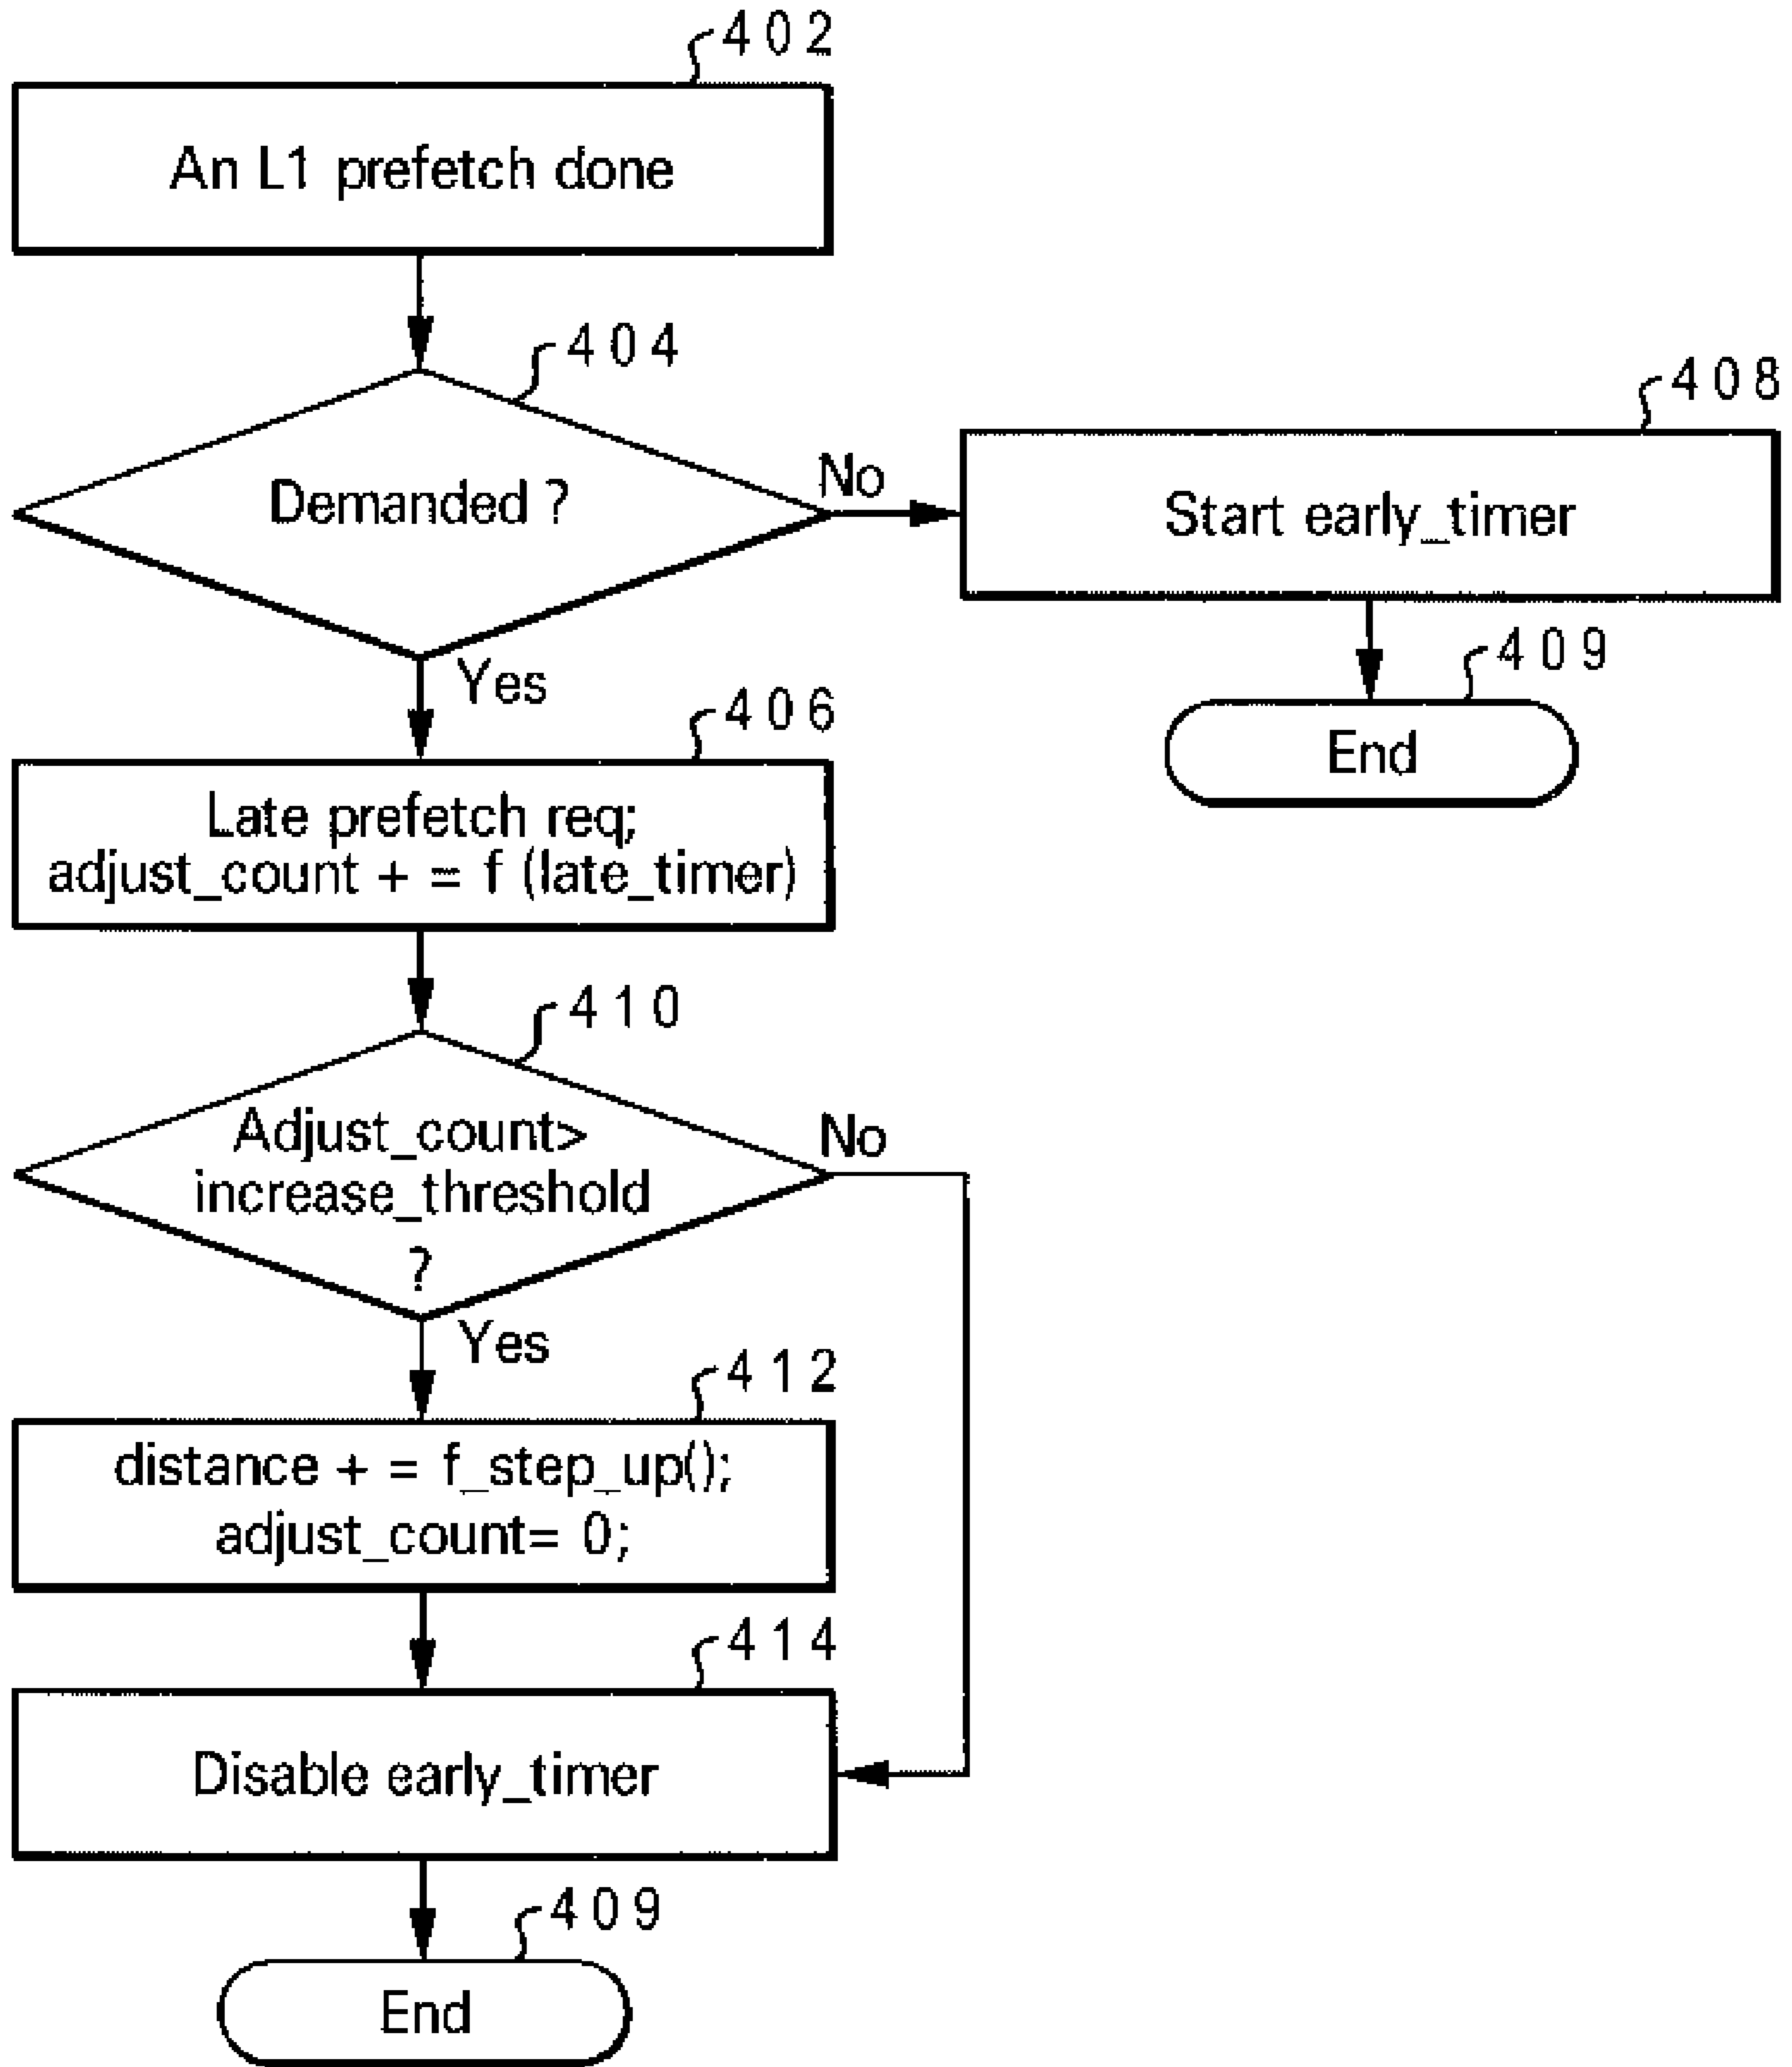 402
An L1 prefetch done
404
Demanded ?
No
408
Start early_timer
409
End
Yes
406
Late prefetch req;
adjust_count + = f (late_timer)
410
Adjust_count>
increase_threshold
?
No
Yes
412
distance + = f_step_up();
adjust_count= 0;
414
Disable early_timer
409
End